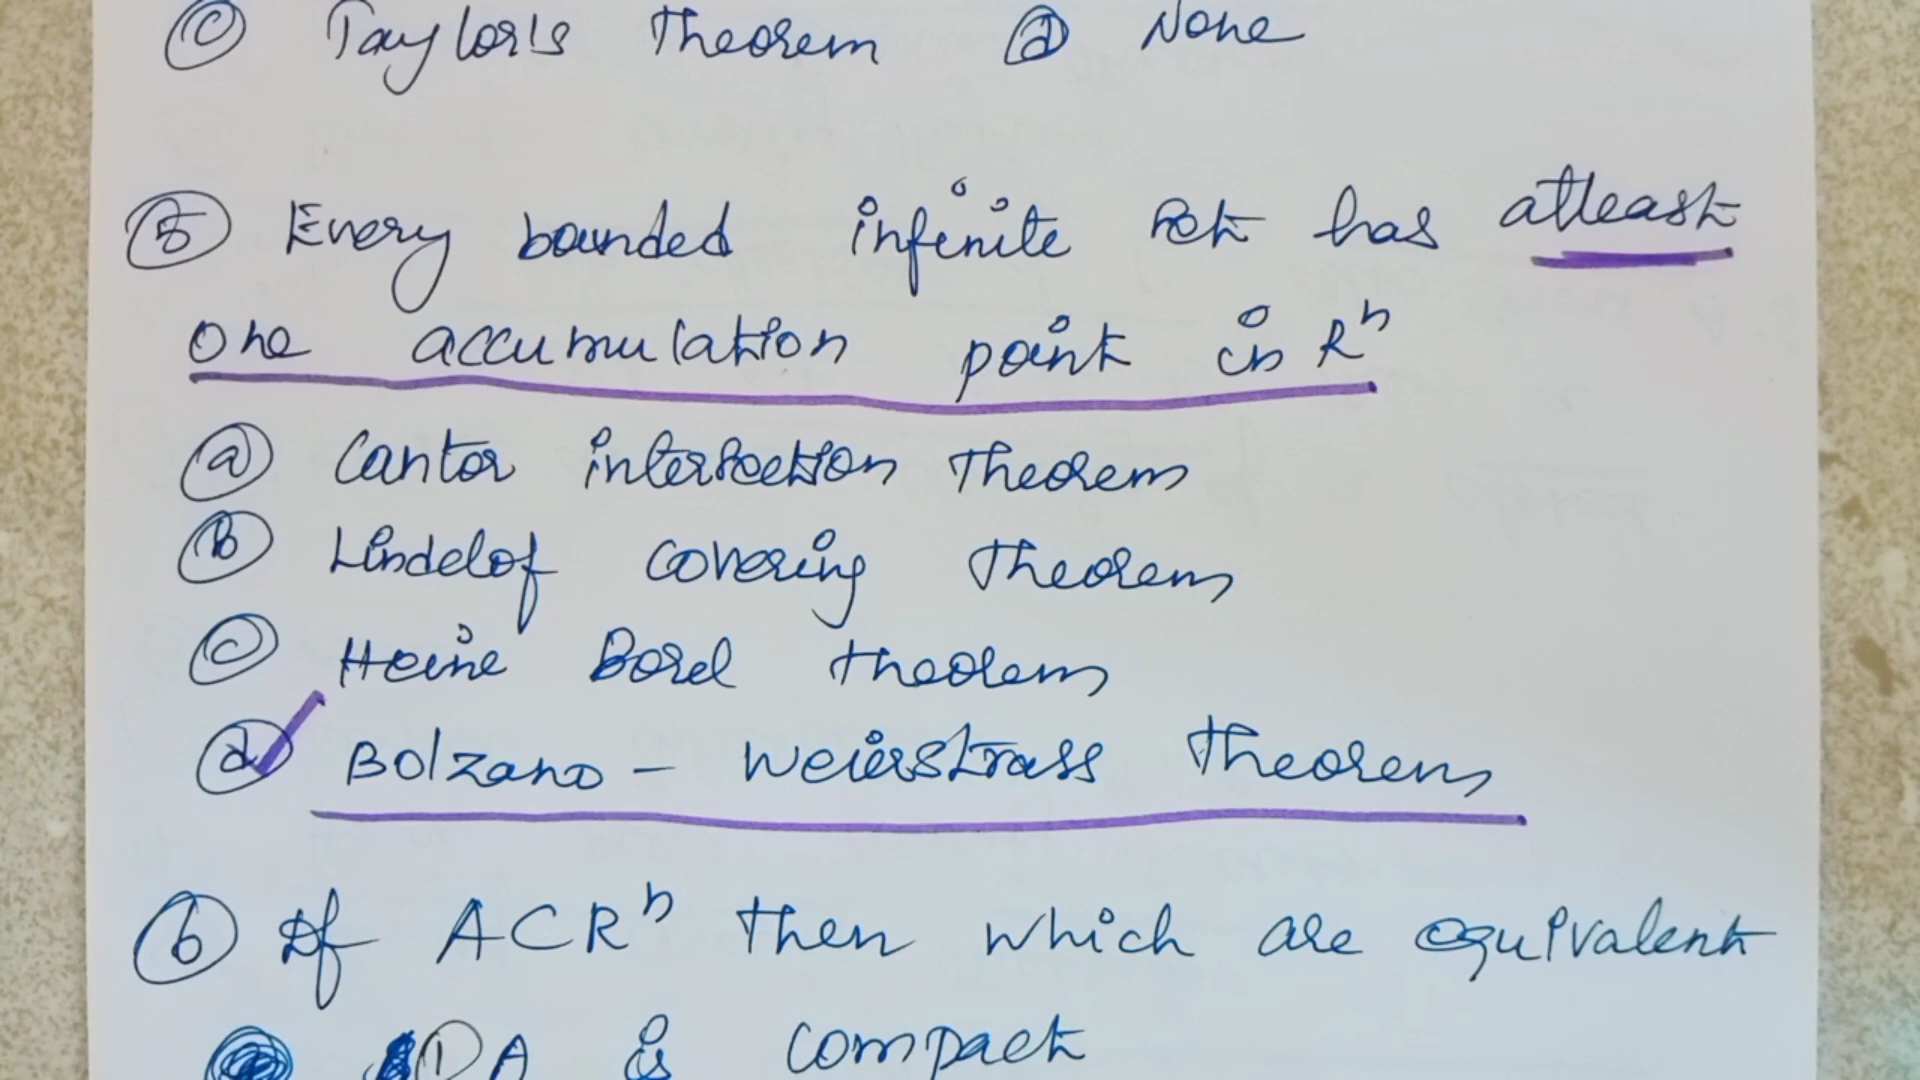 (c) Taylor's Theorem (d) None
(5) Every bounded infinite set has atleast
one accumulation point in Rⁿ
(a) Cantor intersection Theorem
(b) Lindelof covering Theorem
(c) Heine Borel theorem
(d) Bolzano - Weierstrass Theorem
(6) If A⊂Rⁿ then which are equivalent
(1) A is compact